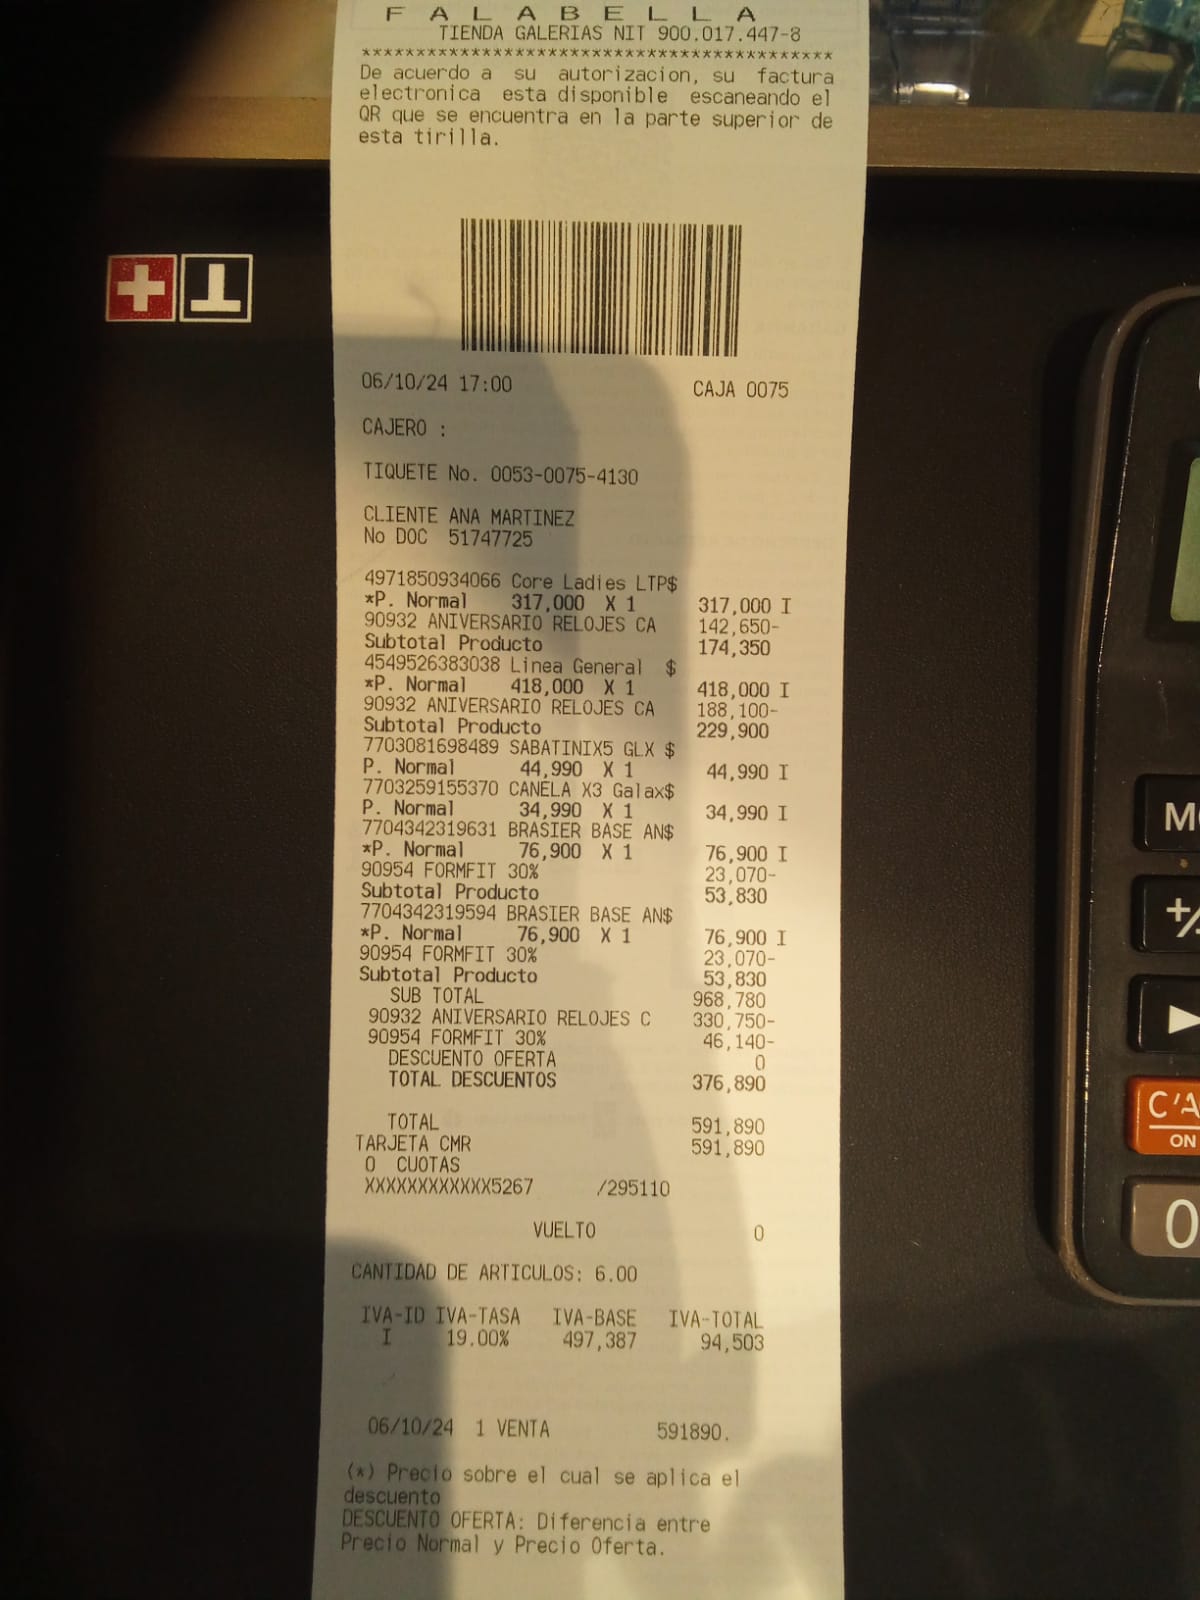 F A L A B E L L A
TIENDA GALERIAS NIT 900.017.447-8
********************************************
De acuerdo a su autorizacion, su factura
electronica esta disponible escaneando el
QR que se encuentra en la parte superior de
esta tirilla.
06/10/24 17:00 CAJA 0075
CAJERO :
TIQUETE No. 0053-0075-4130
CLIENTE ANA MARTINEZ
No DOC 51747725
4971850934066 Core Ladies LTP$
*P. Normal 317,000 X 1 317,000 I
90932 ANIVERSARIO RELOJES CA 142,650-
Subtotal Producto 174,350
4549526383038 Linea General $
*P. Normal 418,000 X 1 418,000 I
90932 ANIVERSARIO RELOJES CA 188,100-
Subtotal Producto 229,900
7703081698489 SABATINIX5 GLX $
P. Normal 44,990 X 1 44,990 I
7703259155370 CANELA X3 Galax$
P. Normal 34,990 X 1 34,990 I
7704342319631 BRASIER BASE AN$
*P. Normal 76,900 X 1 76,900 I
90954 FORMFIT 30% 23,070-
Subtotal Producto 53,830
7704342319594 BRASIER BASE AN$
*P. Normal 76,900 X 1 76,900 I
90954 FORMFIT 30% 23,070-
Subtotal Producto 53,830
SUB TOTAL 968,780
90932 ANIVERSARIO RELOJES C 330,750-
90954 FORMFIT 30% 46,140-
DESCUENTO OFERTA 0
TOTAL DESCUENTOS 376,890
TOTAL 591,890
TARJETA CMR 591,890
0 CUOTAS
XXXXXXXXXXXX5267 /295110
VUELTO 0
CANTIDAD DE ARTICULOS: 6.00
IVA-ID IVA-TASA IVA-BASE IVA-TOTAL
I 19.00% 497,387 94,503
06/10/24 1 VENTA 591890.
(*) Precio sobre el cual se aplica el
descuento
DESCUENTO OFERTA: Diferencia entre
Precio Normal y Precio Oferta.
+/
ON
0